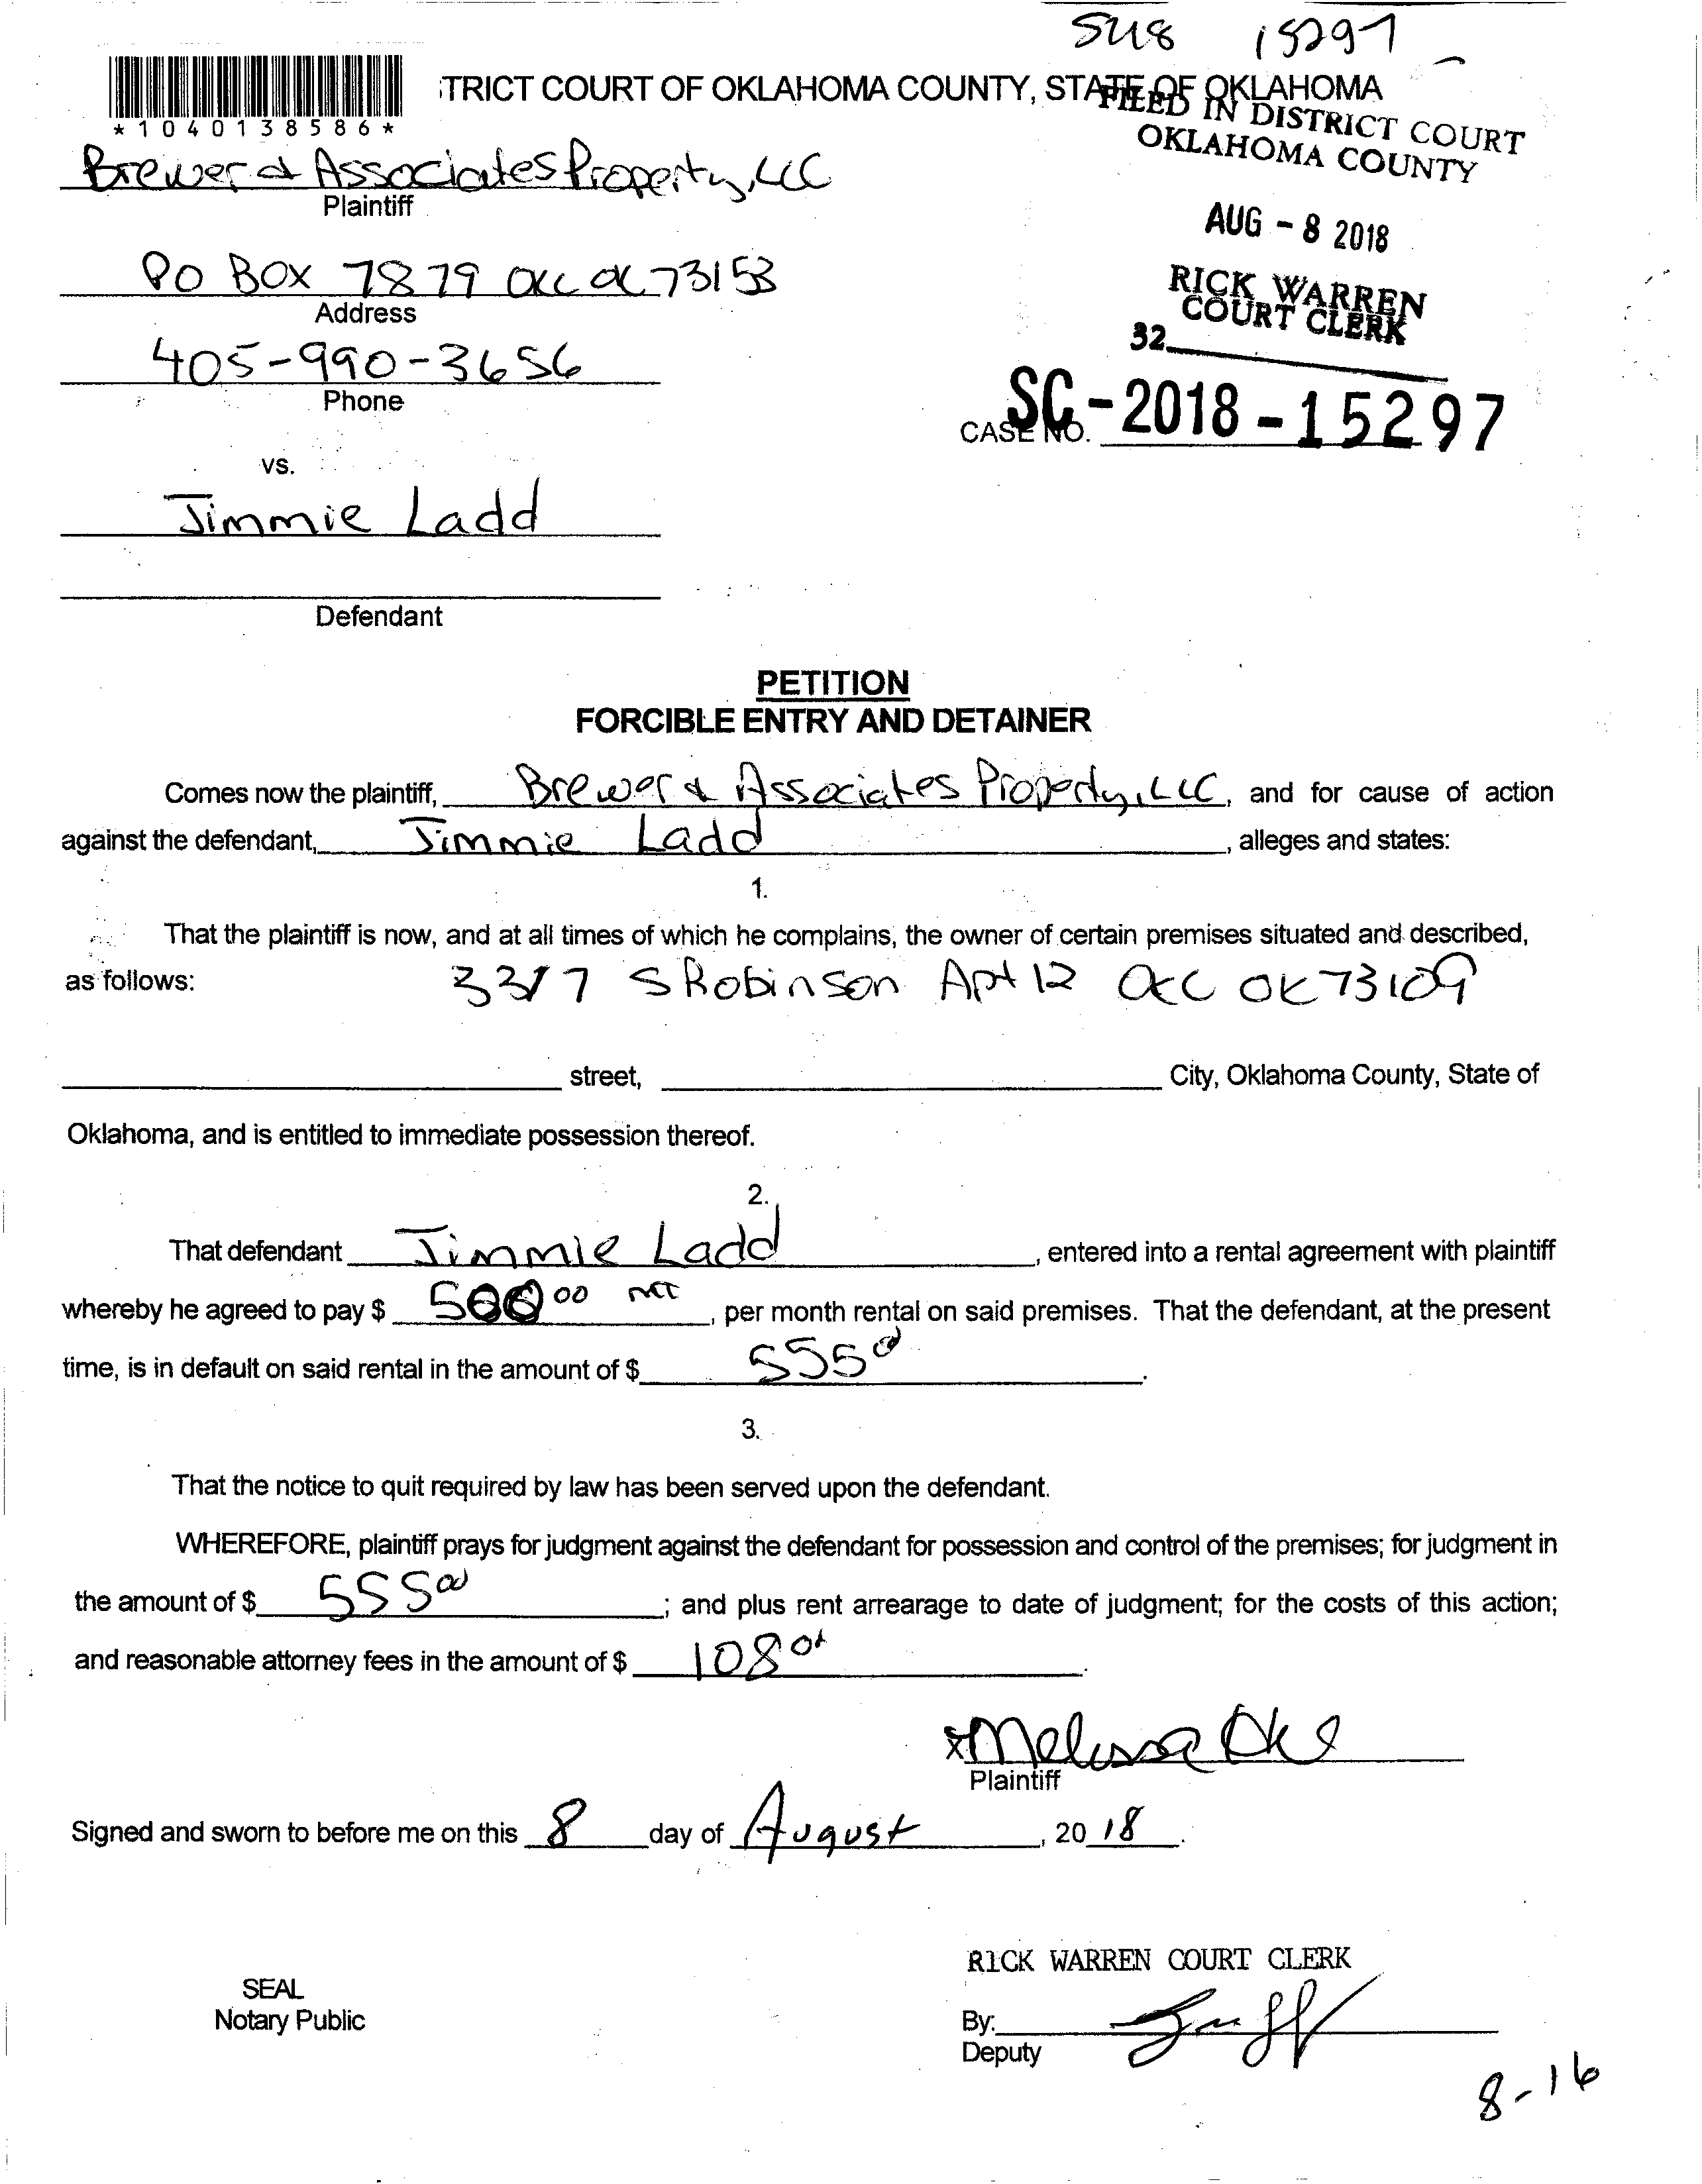 SC18 15297
TRICT COURT OF OKLAHOMA COUNTY, STATE OF OKLAHOMA
*1040138586*
FILED IN DISTRICT COURT
OKLAHOMA COUNTY
Brewer & Associates Property, LLC
Plaintiff
AUG - 8 2018
PO BOX 7879 OKC OK 73153
Address
RICK WARREN
COURT CLERK
32
405-990-3656
Phone
CASE NO. SC - 2018 - 15297
vs.
Jimmie Ladd
Defendant
PETITION
FORCIBLE ENTRY AND DETAINER
Comes now the plaintiff, Brewer & Associates Property, LLC, and for cause of action
against the defendant, Jimmie Ladd, alleges and states:
1.
That the plaintiff is now, and at all times of which he complains, the owner of certain premises situated and described,
as follows: 3317 S Robinson Apt 12 OKC OK 73109
street, City, Oklahoma County, State of
Oklahoma, and is entitled to immediate possession thereof.
2.
That defendant Jimmie Ladd, entered into a rental agreement with plaintiff
whereby he agreed to pay $ 500 00, per month rental on said premises. That the defendant, at the present
time, is in default on said rental in the amount of $ 555 00.
3.
That the notice to quit required by law has been served upon the defendant.
WHEREFORE, plaintiff prays for judgment against the defendant for possession and control of the premises; for judgment in
the amount of $ 555 00; and plus rent arrearage to date of judgment; for the costs of this action;
and reasonable attorney fees in the amount of $ 108 00.
x Melissa
Plaintiff
Signed and sworn to before me on this 8 day of August, 20 18.
RICK WARREN COURT CLERK
SEAL
Notary Public
By:
Deputy
8-16